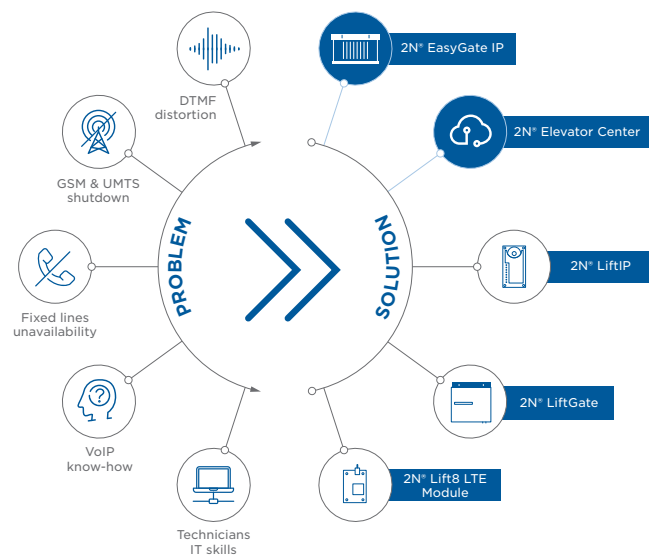 DTMF
distortion
GSM & UMTS
shutdown
Fixed lines
unavailability
VoIP
know-how
Technicians
IT skills
PROBLEM
SOLUTION
2N® EasyGate IP
2N® Elevator Center
2N® LiftIP
2N® LiftGate
2N® Lift8 LTE
Module